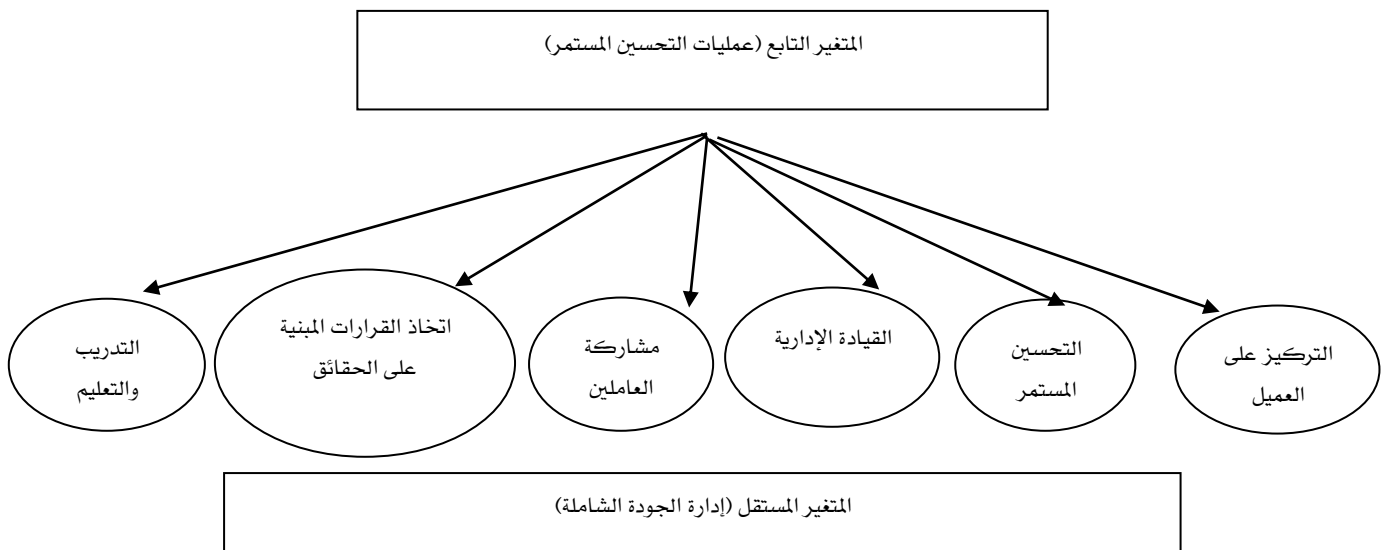 المتغير التابع (عمليات التحسين المستمر)
التركيز على
العميل
التحسين
المستمر
القيادة الإدارية
مشاركة
العاملين
اتخاذ القرارات المبنية
على الحقائق
التدريب
والتعليم
المتغير المستقل (إدارة الجودة الشاملة)